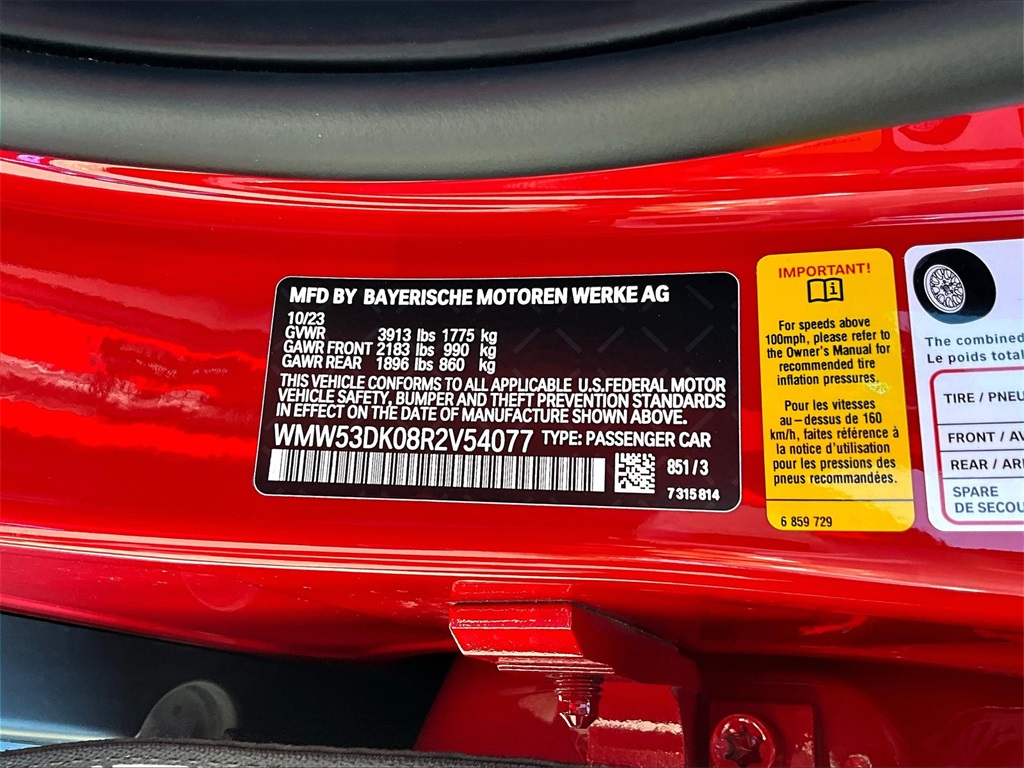 MFD BY BAYERISCHE MOTOREN WERKE AG
10/23
GVWR 3913 lbs 1775 kg
GAWR FRONT 2183 lbs 990 kg
GAWR REAR 1896 lbs 860 kg
THIS VEHICLE CONFORMS TO ALL APPLICABLE U.S.FEDERAL MOTOR
VEHICLE SAFETY, BUMPER AND THEFT PREVENTION STANDARDS
IN EFFECT ON THE DATE OF MANUFACTURE SHOWN ABOVE.
WMW53DK08R2V54077 TYPE: PASSENGER CAR
851/3
7 315 814
IMPORTANT!
For speeds above
100mph, please refer to
the Owner's Manual for
recommended tire
inflation pressures.
Pour les vitesses
au-dessus de 160
km/h, faites référence à
la notice d'utilisation
pour les pressions des
pneus recommandées.
6 859 729
The combined
Le poids total
TIRE / PNEU
FRONT / AV
REAR / ARR
SPARE
DE SECOU